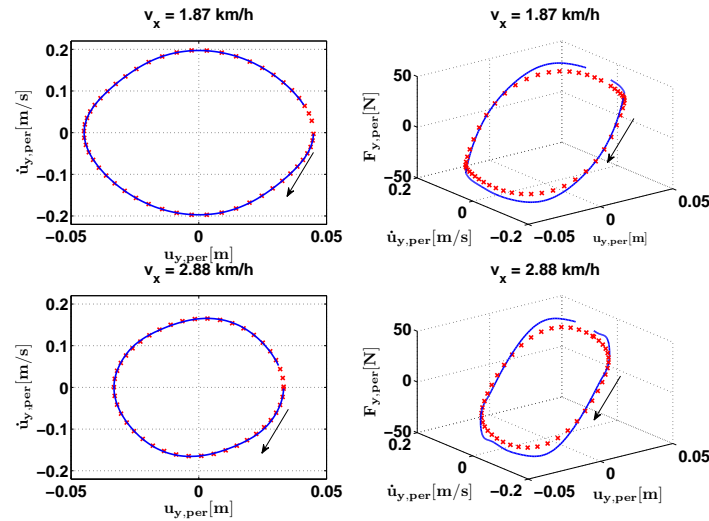 v_x = 1.87 km/h
0.2
0.1
0
-0.1
-0.2
u̇_y,per[m/s]
-0.05
0
0.05
u_y,per[m]
v_x = 1.87 km/h
50
0
-50
F_y,per[N]
0.2
0
-0.2
u̇_y,per[m/s]
-0.05
0
0.05
u_y,per[m]
v_x = 2.88 km/h
0.2
0.1
0
-0.1
-0.2
u̇_y,per[m/s]
-0.05
0
0.05
u_y,per[m]
v_x = 2.88 km/h
50
0
-50
F_y,per[N]
0.2
0
-0.2
u̇_y,per[m/s]
-0.05
0
0.05
u_y,per[m]